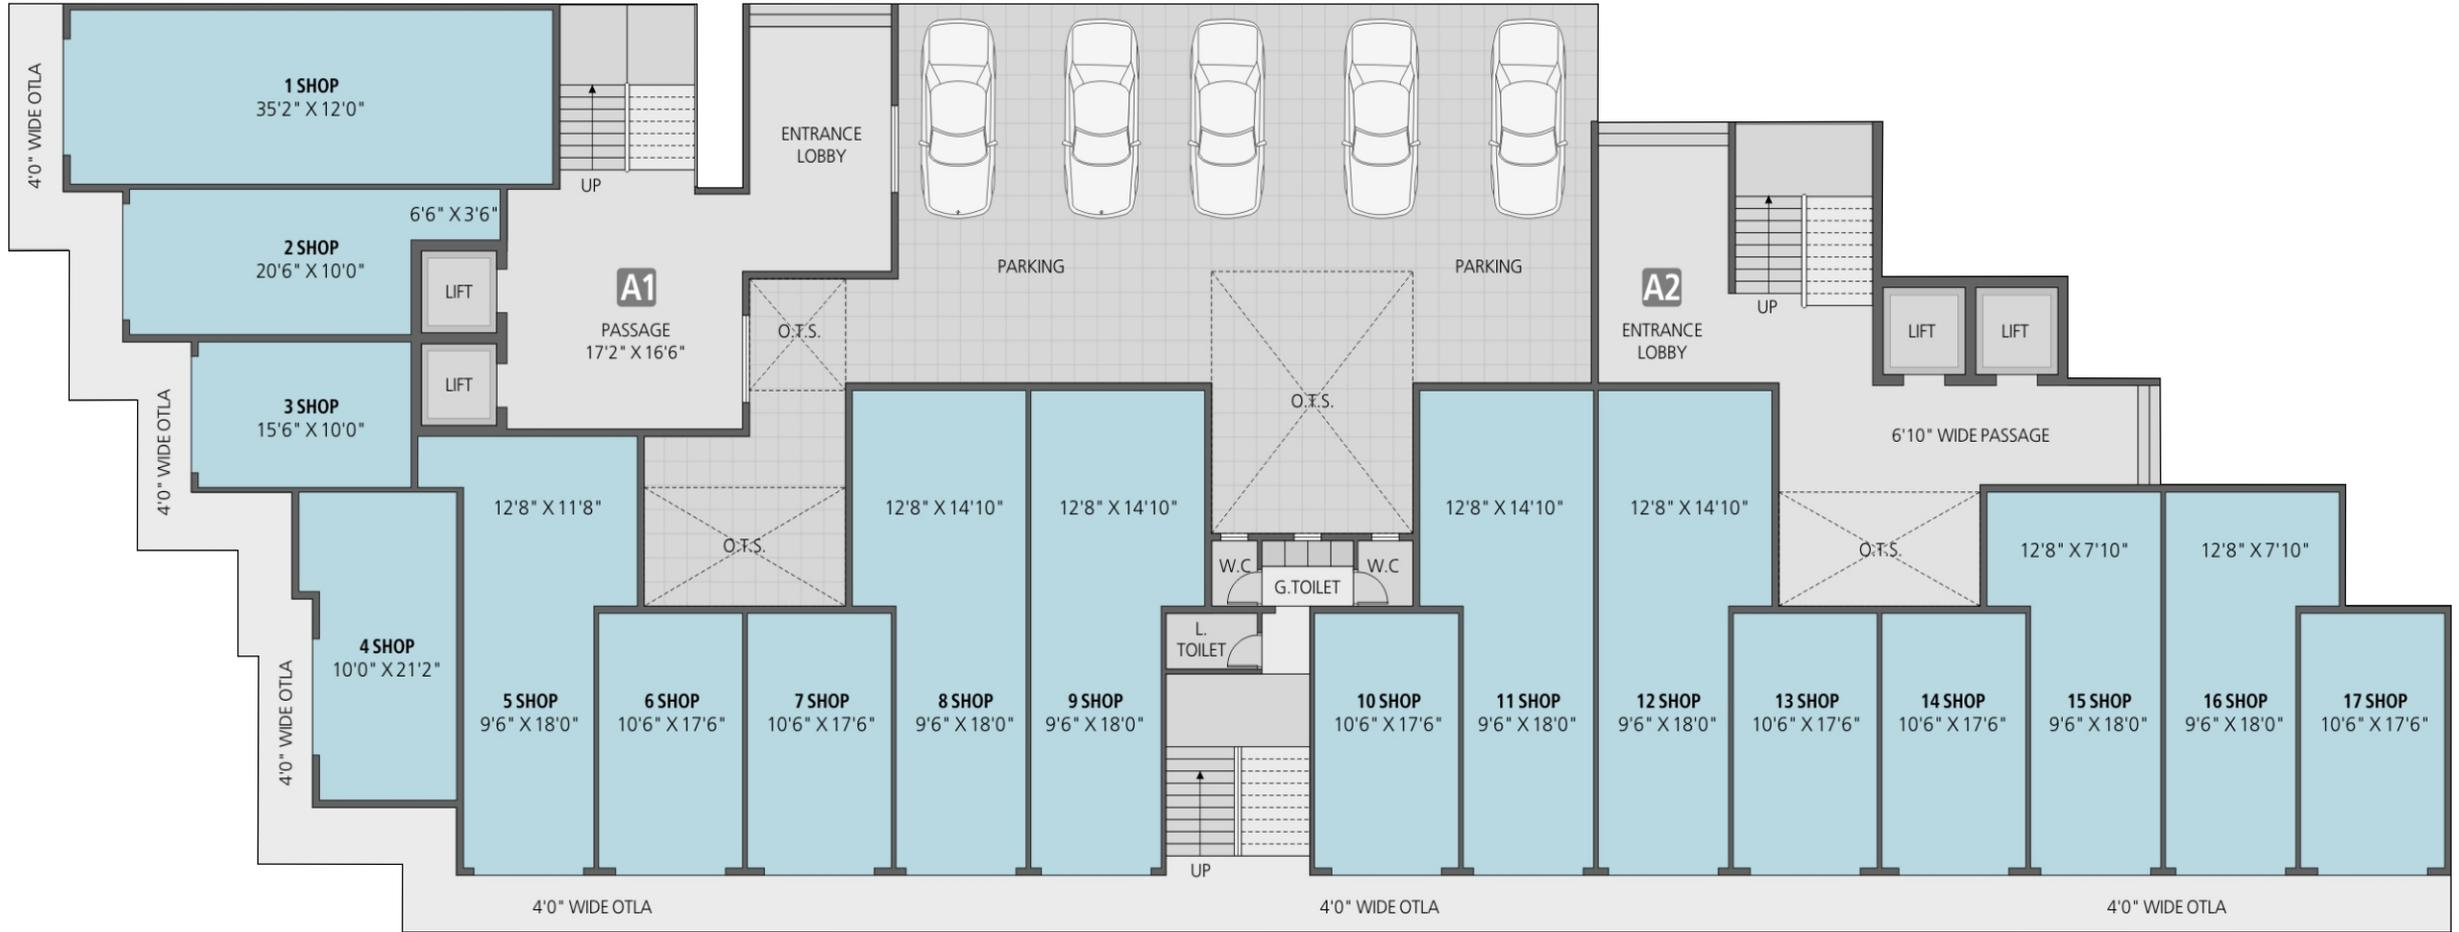 4'0" WIDE OTLA
1 SHOP
35'2" X 12'0"
UP
ENTRANCE
LOBBY
6'6" X 3'6"
2 SHOP
20'6" X 10'0"
LIFT
LIFT
A1
PASSAGE
17'2" X 16'6"
O.T.S.
PARKING
PARKING
O.T.S.
A2
ENTRANCE
LOBBY
UP
LIFT
LIFT
6'10" WIDE PASSAGE
4'0" WIDE OTLA
3 SHOP
15'6" X 10'0"
12'8" X 11'8"
O.T.S.
12'8" X 14'10"
12'8" X 14'10"
12'8" X 14'10"
12'8" X 14'10"
O.T.S.
12'8" X 7'10"
12'8" X 7'10"
W.C
G.TOILET
W.C
L.
TOILET
4'0" WIDE OTLA
4 SHOP
10'0" X 21'2"
5 SHOP
9'6" X 18'0"
6 SHOP
10'6" X 17'6"
7 SHOP
10'6" X 17'6"
8 SHOP
9'6" X 18'0"
9 SHOP
9'6" X 18'0"
10 SHOP
10'6" X 17'6"
11 SHOP
9'6" X 18'0"
12 SHOP
9'6" X 18'0"
13 SHOP
10'6" X 17'6"
14 SHOP
10'6" X 17'6"
15 SHOP
9'6" X 18'0"
16 SHOP
9'6" X 18'0"
17 SHOP
10'6" X 17'6"
UP
4'0" WIDE OTLA
4'0" WIDE OTLA
4'0" WIDE OTLA